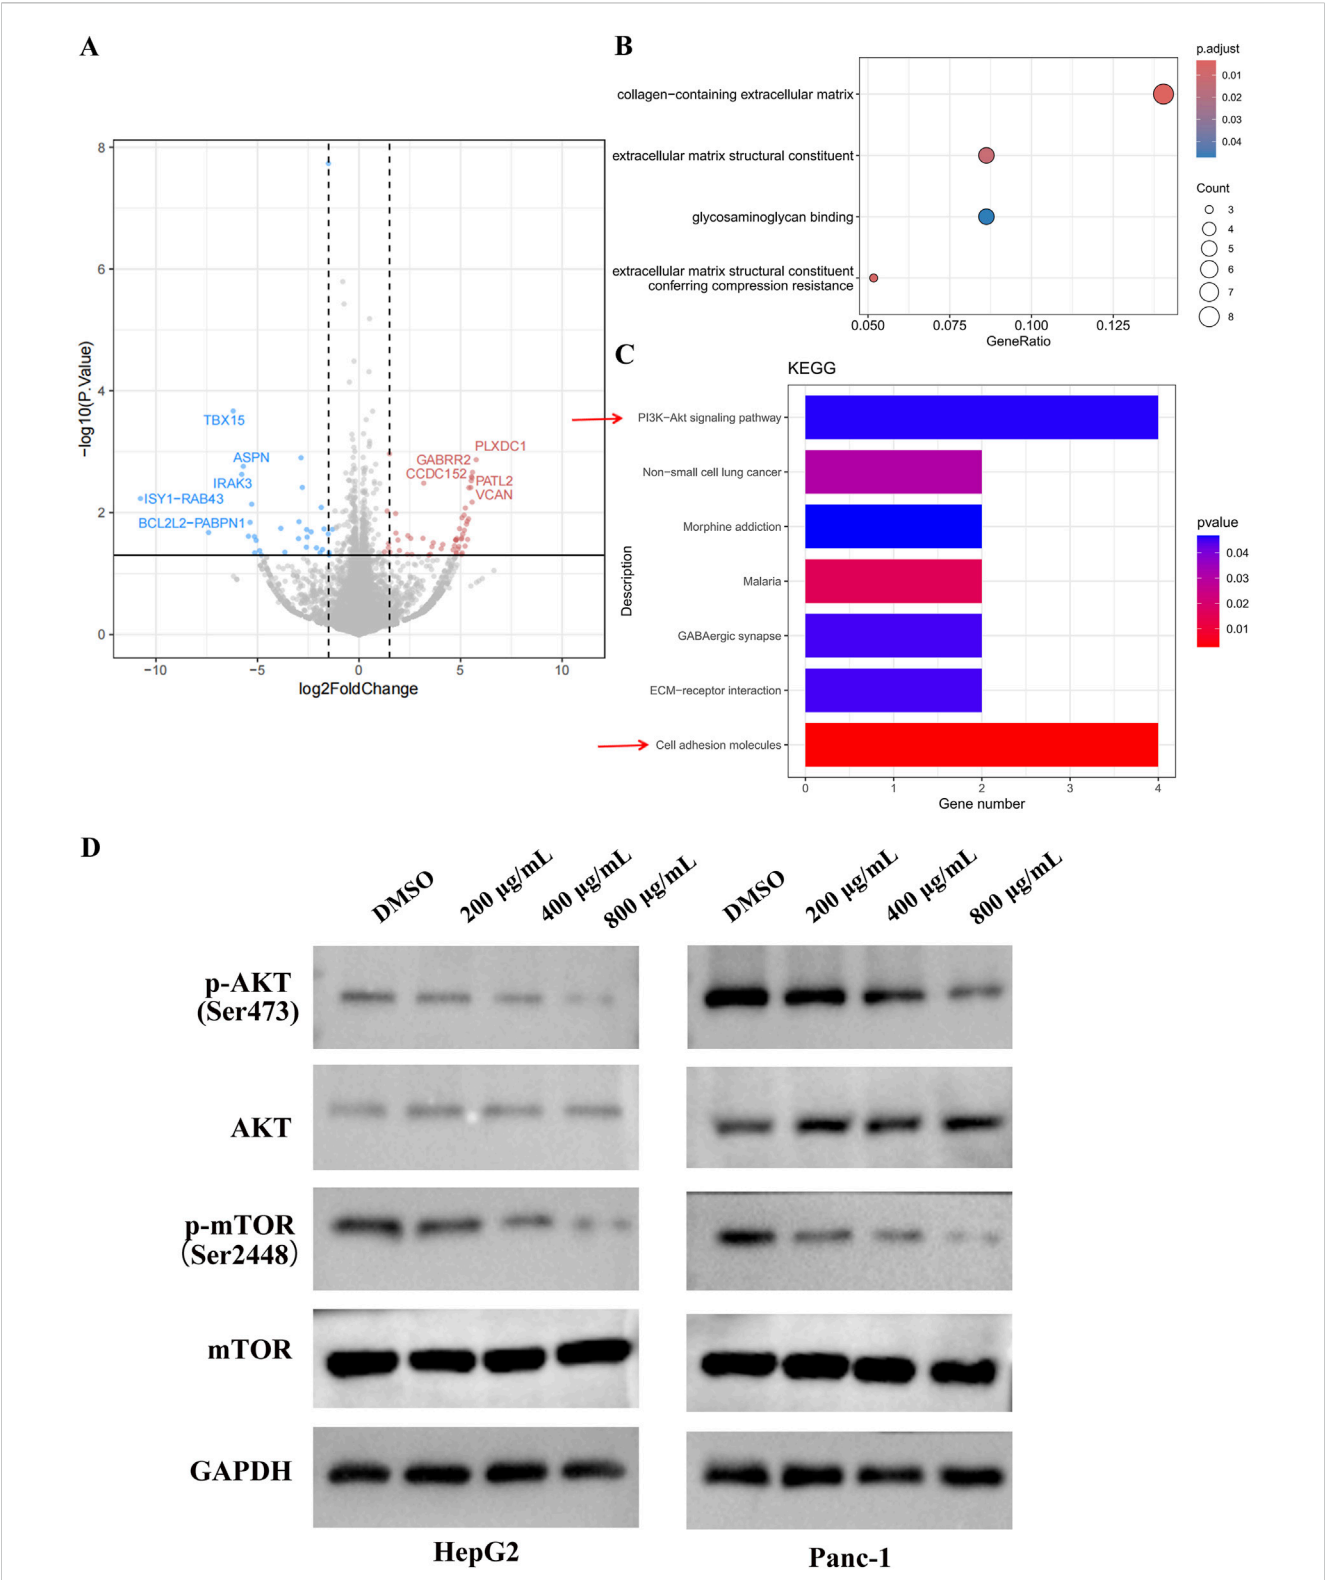 A
8
6
4
2
0
−10
−5
0
5
10
−log10(P.Value)
log2FoldChange
TBX15
ASPN
IRAK3
ISY1−RAB43
BCL2L2−PABPN1
PLXDC1
GABRR2
CCDC152
PATL2
VCAN
B
collagen−containing extracellular matrix
extracellular matrix structural constituent
glycosaminoglycan binding
extracellular matrix structural constituent
conferring compression resistance
0.050
0.075
0.100
0.125
GeneRatio
p.adjust
0.01
0.02
0.03
0.04
Count
3
4
5
6
7
8
C
KEGG
Description
PI3K−Akt signaling pathway
Non−small cell lung cancer
Morphine addiction
Malaria
GABAergic synapse
ECM−receptor interaction
Cell adhesion molecules
0
1
2
3
4
Gene number
pvalue
0.04
0.03
0.02
0.01
D
DMSO
200 μg/mL
400 μg/mL
800 μg/mL
DMSO
200 μg/mL
400 μg/mL
800 μg/mL
p-AKT
(Ser473)
AKT
p-mTOR
(Ser2448)
mTOR
GAPDH
HepG2
Panc-1